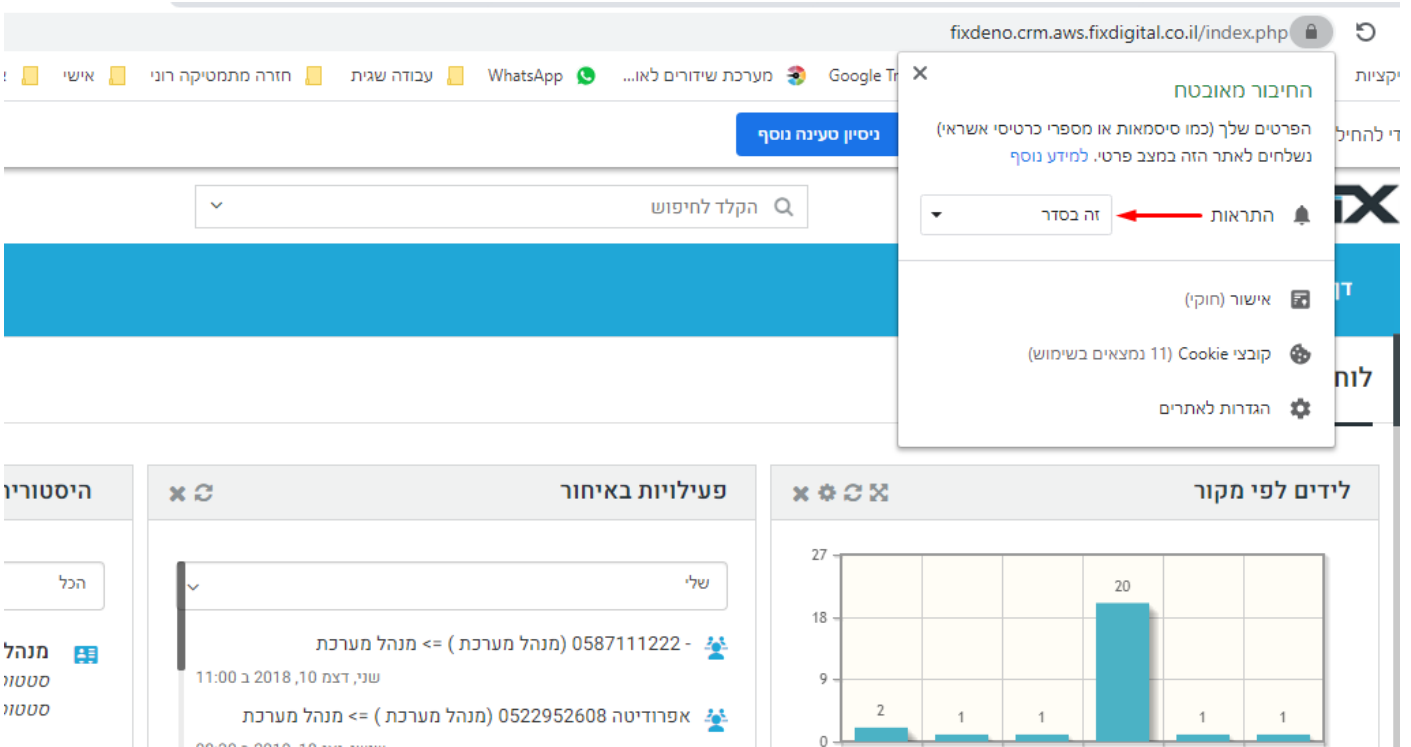 fixdeno.crm.aws.fixdigital.co.il/index.php
אישי
חזרה מתמטיקה רוני
עבודה שגית
WhatsApp
מערכת שידורים לאו...
Google Tr
החיבור מאובטח
הפרטים שלך (כמו סיסמאות או מספרי כרטיסי אשראי)
נשלחים לאתר הזה במצב פרטי. למידע נוסף
ניסיון טעינה נוסף
התראות
זה בסדר
הקלד לחיפוש
אישור (חוקי)
קובצי Cookie (11 נמצאים בשימוש)
הגדרות לאתרים
לוח
לידים לפי מקור
27
18
9
0
2
1
1
20
1
1
פעילויות באיחור
שלי
- 0587111222 (מנהל מערכת ) => מנהל מערכת
שני, דצמ 10, 2018 ב 11:00
אפרודיטה 0522952608 (מנהל מערכת ) => מנהל מערכת
הכל